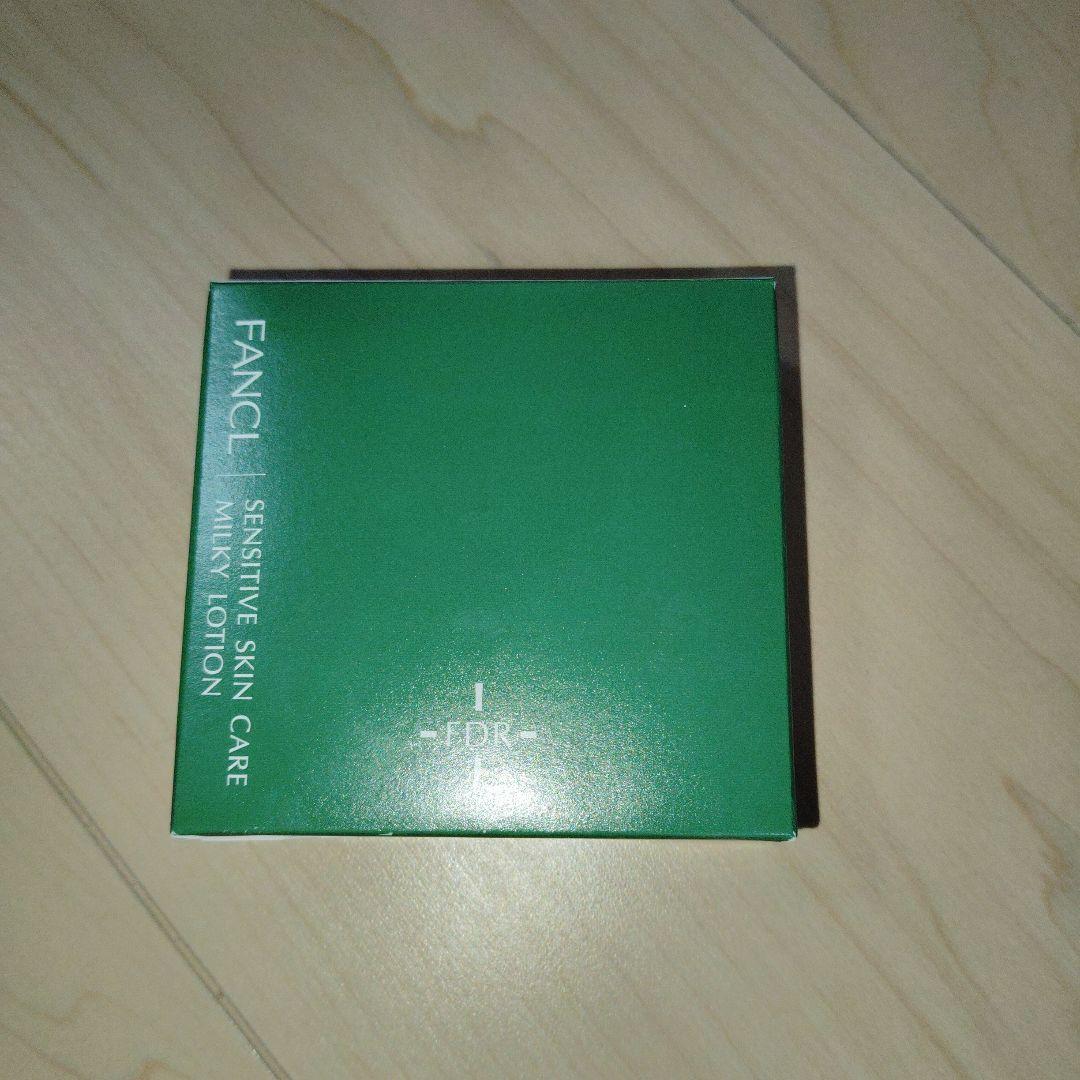 FANCL
SENSITIVE SKIN CARE
MILKY LOTION
FDR